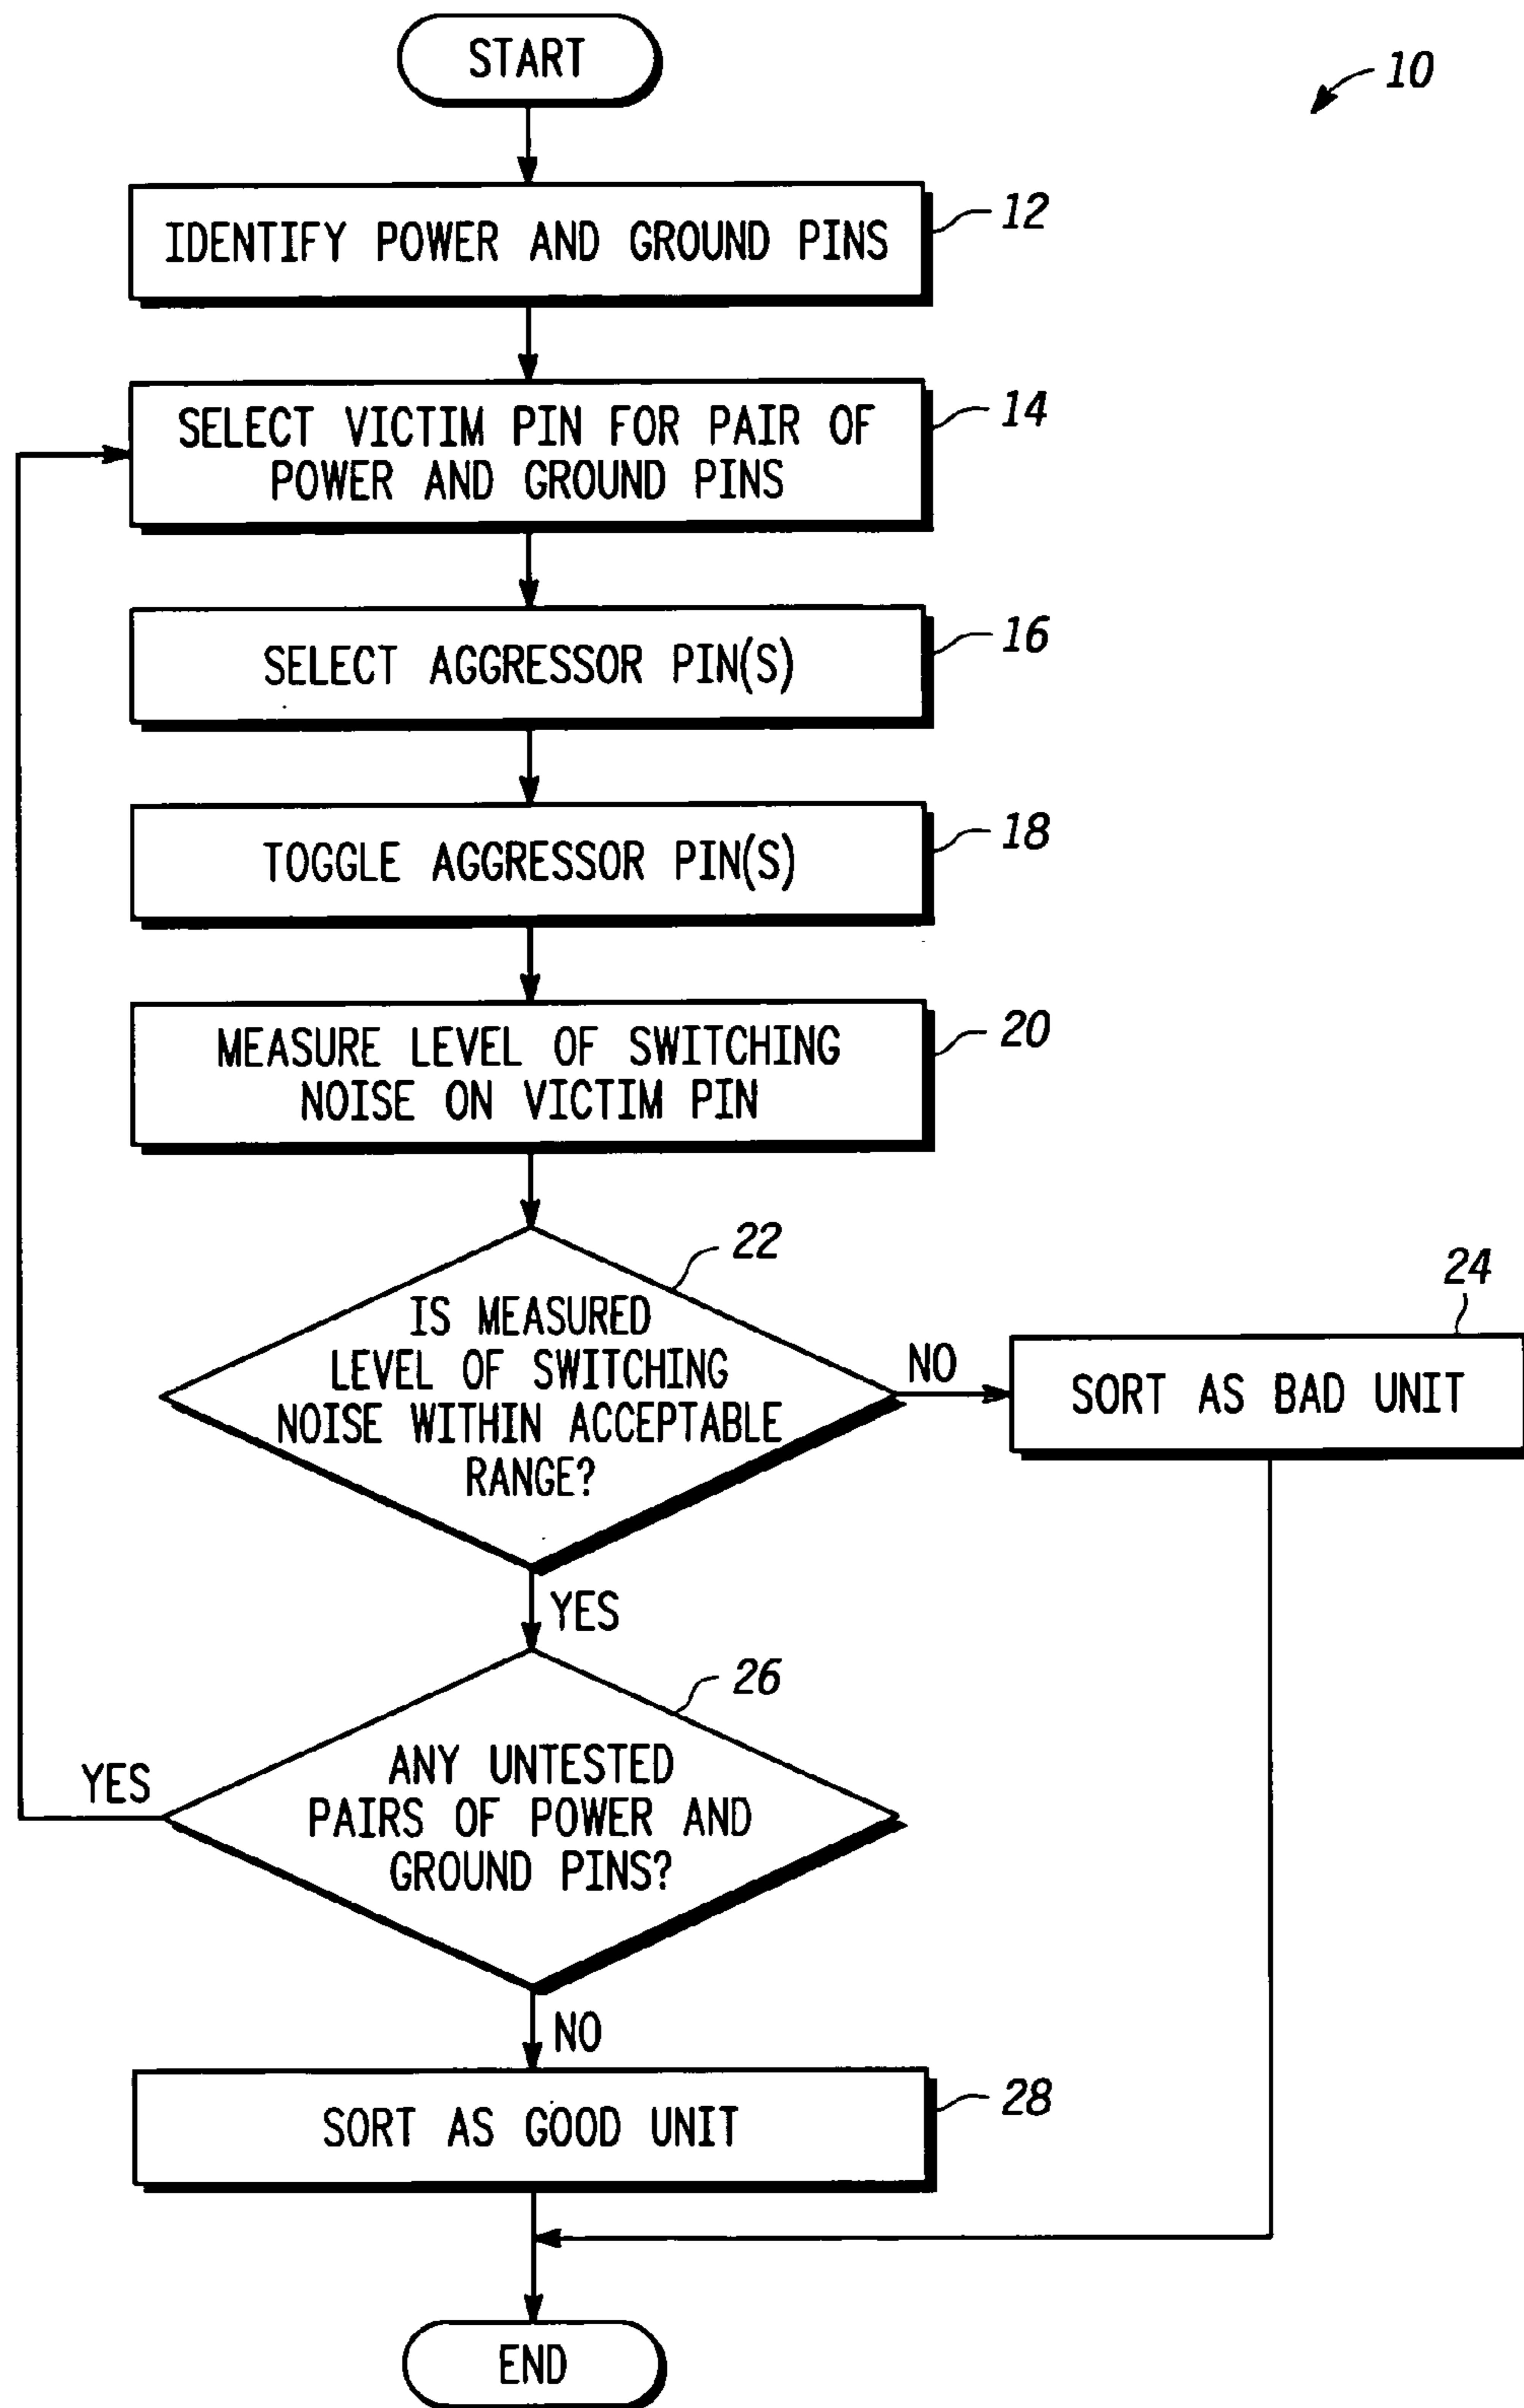 START
10
IDENTIFY POWER AND GROUND PINS
12
SELECT VICTIM PIN FOR PAIR OF
POWER AND GROUND PINS
14
SELECT AGGRESSOR PIN(S)
16
TOGGLE AGGRESSOR PIN(S)
18
MEASURE LEVEL OF SWITCHING
NOISE ON VICTIM PIN
20
22
IS MEASURED
LEVEL OF SWITCHING
NOISE WITHIN ACCEPTABLE
RANGE?
NO
24
SORT AS BAD UNIT
YES
26
ANY UNTESTED
PAIRS OF POWER AND
GROUND PINS?
YES
NO
SORT AS GOOD UNIT
28
END